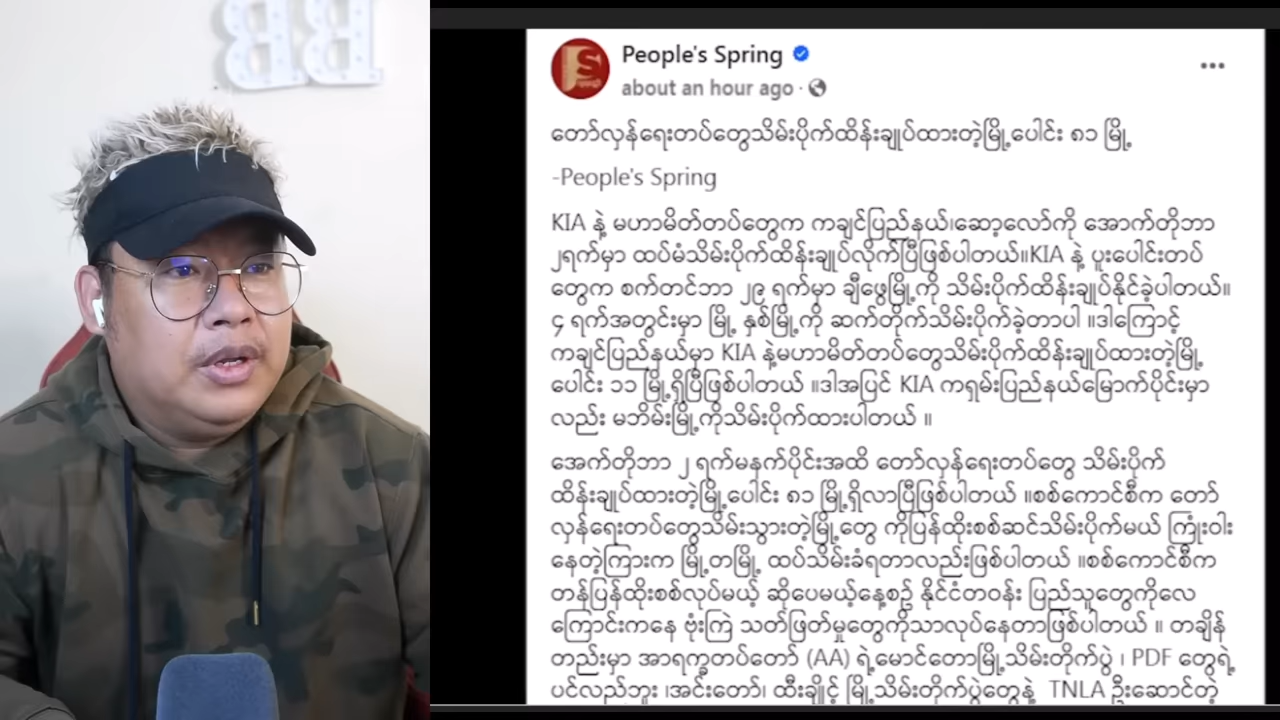 People's Spring
about an hour ago ·
တော်လှန်ရေးတပ်တွေသိမ်းပိုက်ထိန်းချုပ်ထားတဲ့မြို့ပေါင်း ၈၁ မြို့
-People's Spring
KIA နဲ့ မဟာမိတ်တပ်တွေက ကချင်ပြည်နယ်၊ဆော့လော်ကို အောက်တိုဘာ
၂ရက်မှာ ထပ်မံသိမ်းပိုက်ထိန်းချုပ်လိုက်ပြီဖြစ်ပါတယ်။KIA နဲ့ ပူးပေါင်းတပ်
တွေက စက်တင်ဘာ ၂၉ ရက်မှာ ချီဖွေမြို့ကို သိမ်းပိုက်ထိန်းချုပ်နိုင်ခဲ့ပါတယ်။
၄ ရက်အတွင်းမှာ မြို့ နှစ်မြို့ကို ဆက်တိုက်သိမ်းပိုက်ခဲ့တာပါ ။ဒါကြောင့်
ကချင်ပြည်နယ်မှာ KIA နဲ့မဟာမိတ်တပ်တွေသိမ်းပိုက်ထိန်းချုပ်ထားတဲ့မြို့
ပေါင်း ၁၁ မြို့ရှိပြီဖြစ်ပါတယ် ။ဒါအပြင် KIA ကရှမ်းပြည်နယ်မြောက်ပိုင်းမှာ
လည်း မဘိမ်းမြို့ကိုသိမ်းပိုက်ထားပါတယ် ။
အေက်တိုဘာ ၂ ရက်မနက်ပိုင်းအထိ တော်လှန်ရေးတပ်တွေ သိမ်းပိုက်
ထိန်းချုပ်ထားတဲ့မြို့ပေါင်း ၈၁ မြို့ရှိလာပြီဖြစ်ပါတယ် ။စစ်ကောင်စီက တော်
လှန်ရေးတပ်တွေသိမ်းသွားတဲ့မြို့တွေ ကိုပြန်ထိုးစစ်ဆင်သိမ်းပိုက်မယ် ကြုံးဝါး
နေတဲ့ကြားက မြို့တမြို့ ထပ်သိမ်းခံရတာလည်းဖြစ်ပါတယ် ။စစ်ကောင်စီက
တန်ပြန်ထိုးစစ်လုပ်မယ့် ဆိုပေမယ့်နေ့စဥ် နိုင်ငံတဝန်း ပြည်သူတွေကိုလေ
ကြောင်းကနေ ဗုံးကြဲ သတ်ဖြတ်မှုတွေကိုသာလုပ်နေတာဖြစ်ပါတယ် ။ တချိန်
တည်းမှာ အာရက္ခတပ်တော် (AA) ရဲ့မောင်တောမြို့သိမ်းတိုက်ပွဲ ၊ PDF တွေရဲ့
ပင်လည်ဘူး ၊အင်းတော်၊ ထီးချိုင့် မြို့သိမ်းတိုက်ပွဲတွေနဲ့ TNLA ဦးဆောင်တဲ့